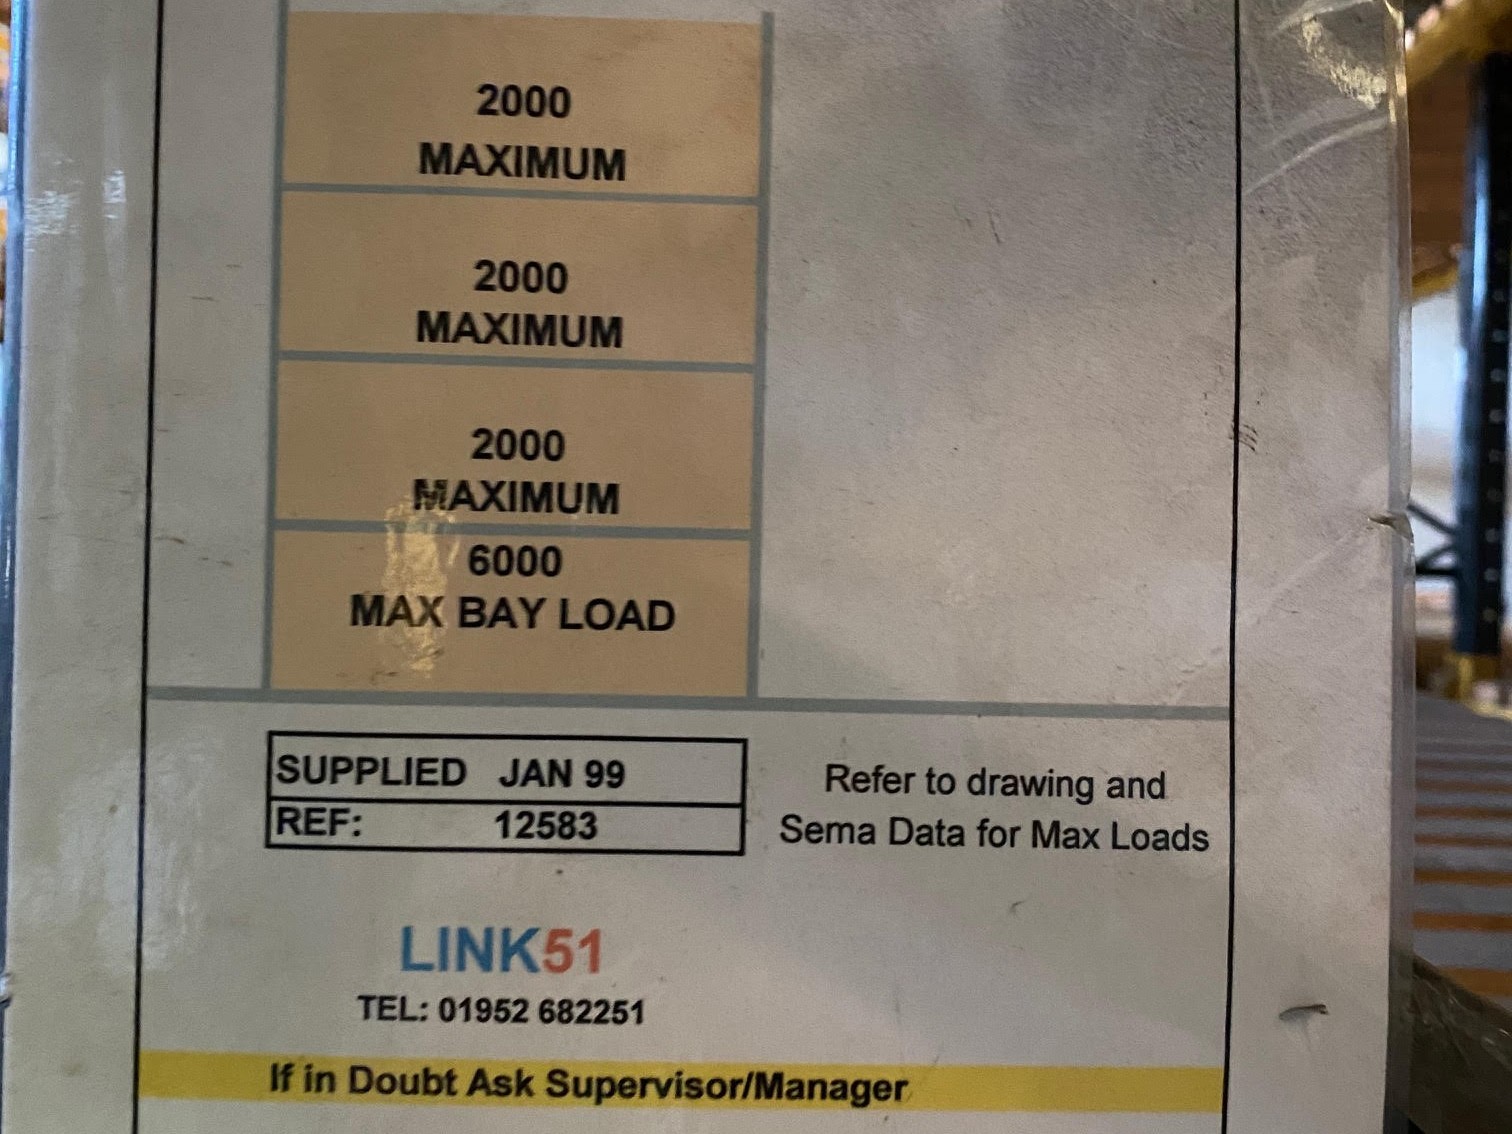 2000
MAXIMUM
2000
MAXIMUM
2000
MAXIMUM
6000
MAX BAY LOAD
SUPPLIED JAN 99
REF: 12583
Refer to drawing and
Sema Data for Max Loads
LINK51
TEL: 01952 682251
If in Doubt Ask Supervisor/Manager